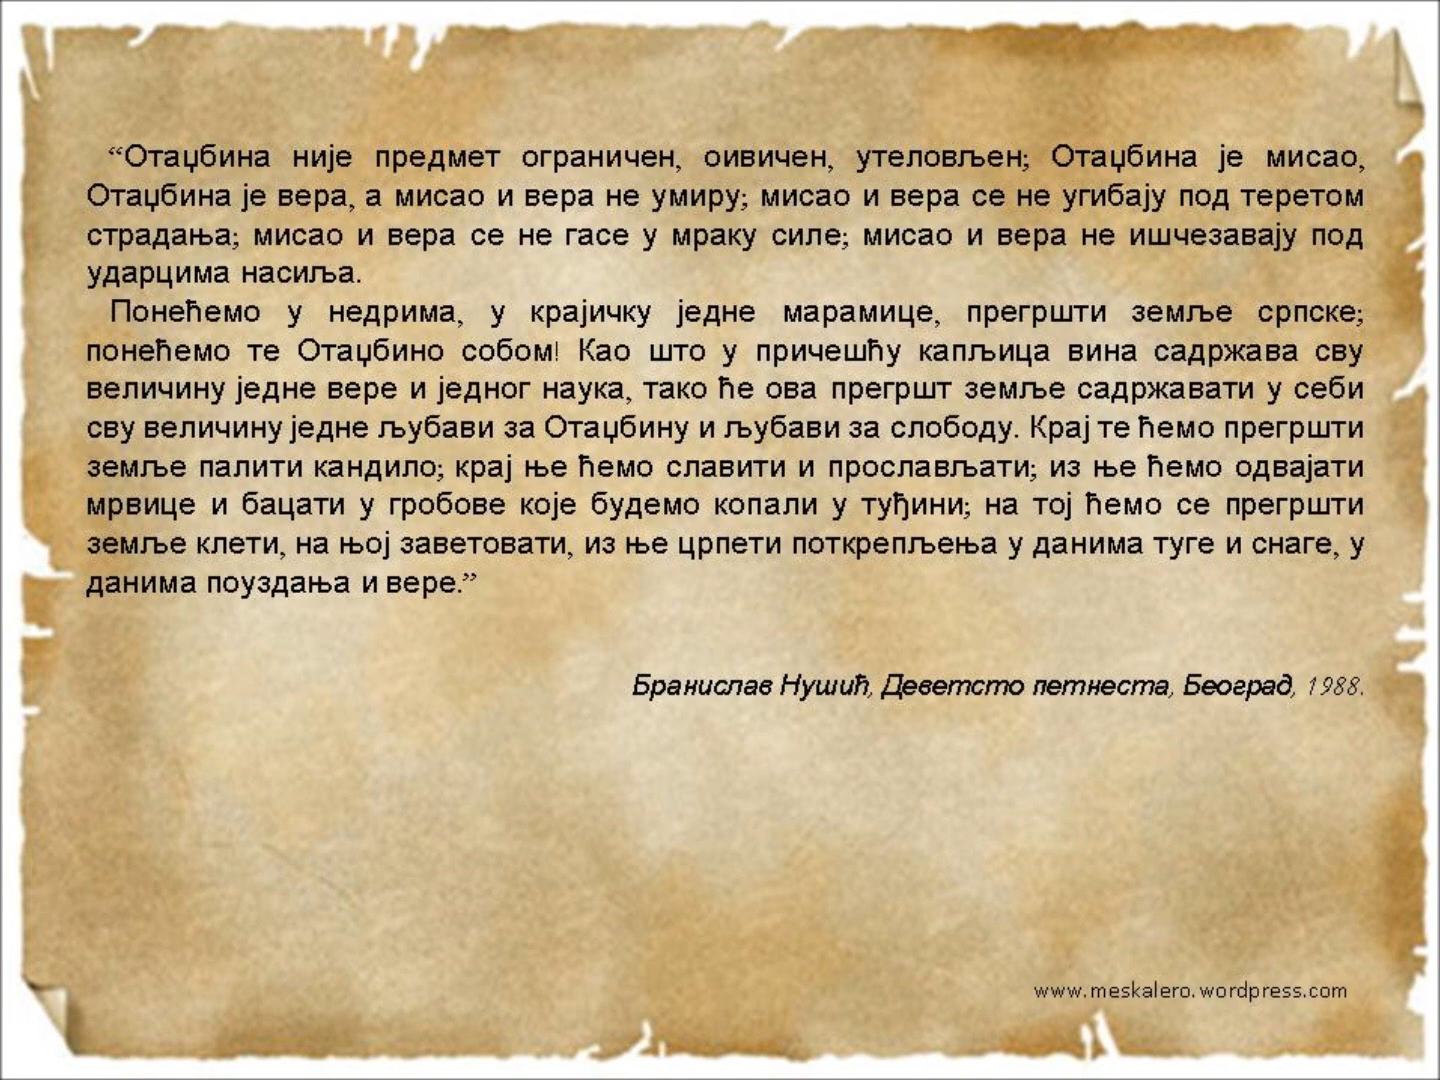 “Отаџбина није предмет ограничен, оивичен, утеловљен; Отаџбина је мисао,
Отаџбина је вера, а мисао и вера не умиру; мисао и вера се не угибају под теретом
страдања; мисао и вера се не гасе у мраку силе; мисао и вера не ишчезавају под
ударцима насиља.
Понећемо у недрима, у крајичку једне марамице, прегршти земље српске;
понећемо те Отаџбино собом! Као што у причешћу капљица вина садржава сву
величину једне вере и једног наука, тако ће ова прегршт земље садржавати у себи
сву величину једне љубави за Отаџбину и љубави за слободу. Крај те ћемо прегршти
земље палити кандило; крај ње ћемо славити и прослављати; из ње ћемо одвајати
мрвице и бацати у гробове које будемо копали у туђини; на тој ћемо се прегршти
земље клети, на њој заветовати, из ње црпети поткрепљења у данима туге и снаге, у
данима поуздања и вере.”
Бранислав Нушић, Деветсто петнеста, Београд, 1988.
www.meskalero.wordpress.com